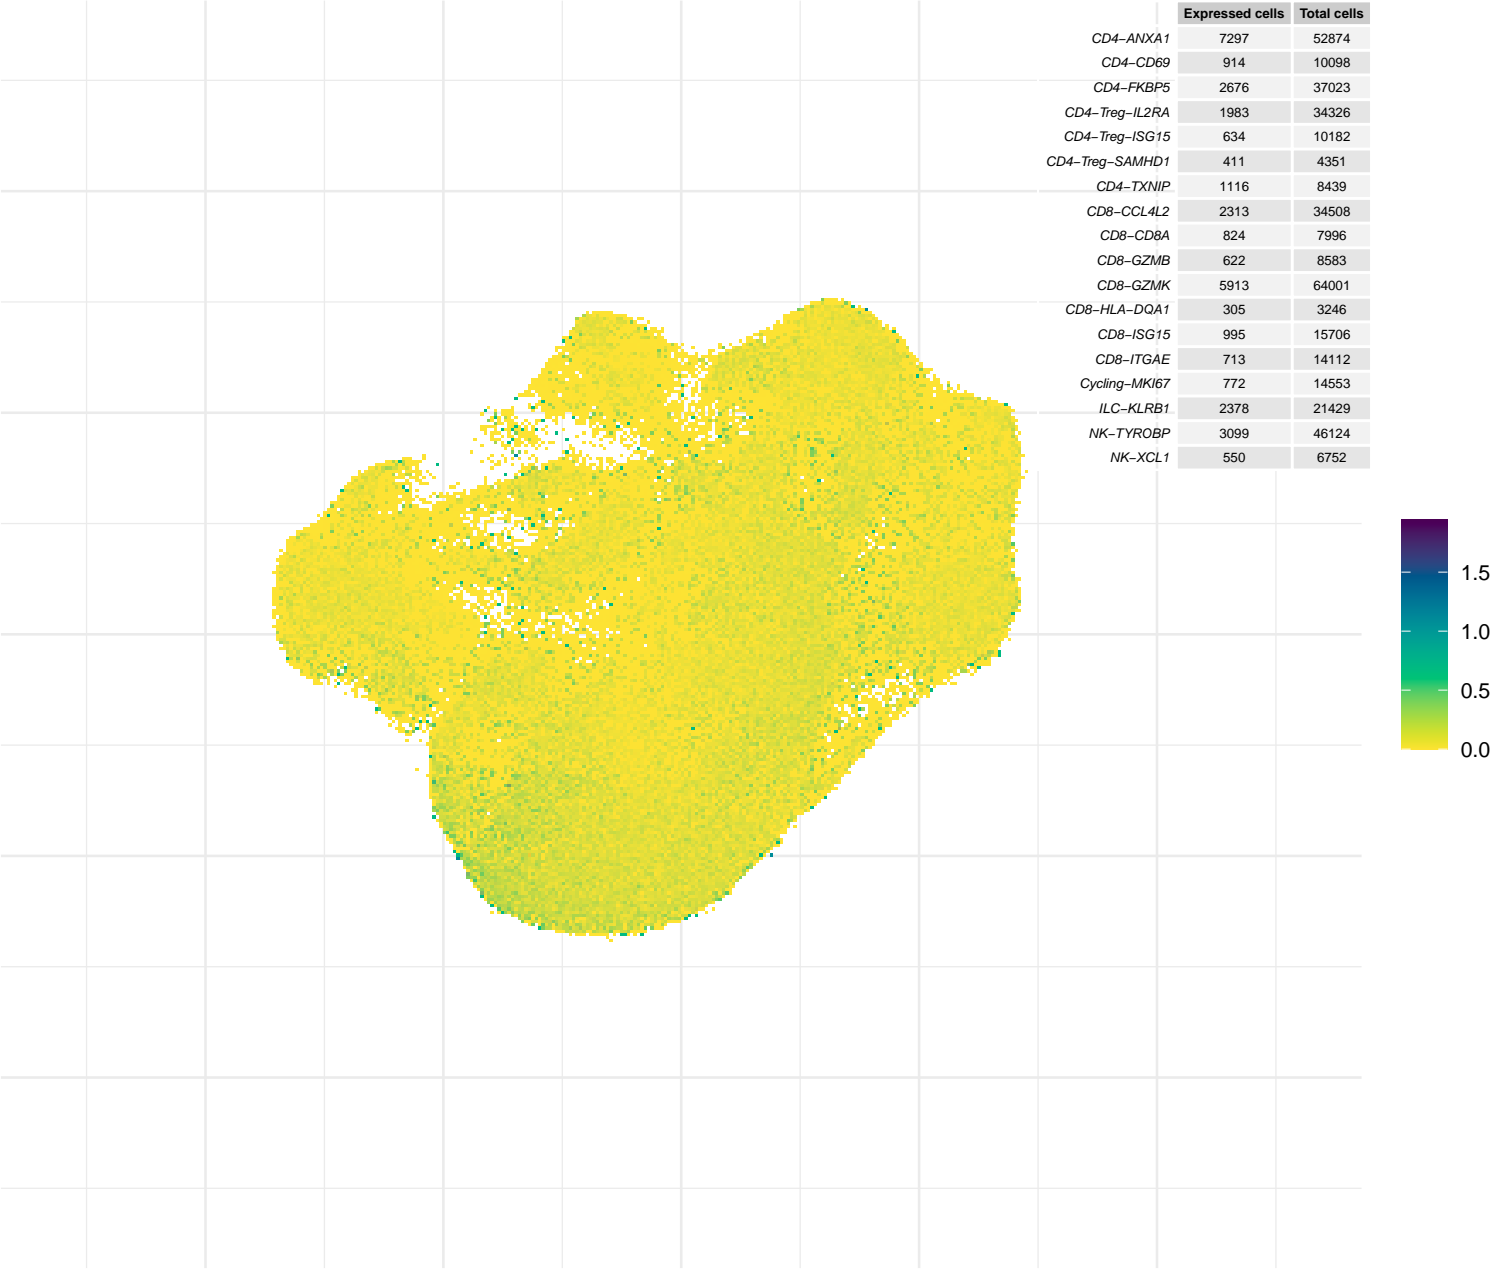 Expressed cells Total cells
CD4−ANXA1 7297 52874
CD4−CD69 914 10098
CD4−FKBP5 2676 37023
CD4−Treg−IL2RA 1983 34326
CD4−Treg−ISG15 634 10182
CD4−Treg−SAMHD1 411 4351
CD4−TXNIP 1116 8439
CD8−CCL4L2 2313 34508
CD8−CD8A 824 7996
CD8−GZMB 622 8583
CD8−GZMK 5913 64001
CD8−HLA−DQA1 305 3246
CD8−ISG15 995 15706
CD8−ITGAE 713 14112
Cycling−MKI67 772 14553
ILC−KLRB1 2378 21429
NK−TYROBP 3099 46124
NK−XCL1 550 6752
1.5
1.0
0.5
0.0